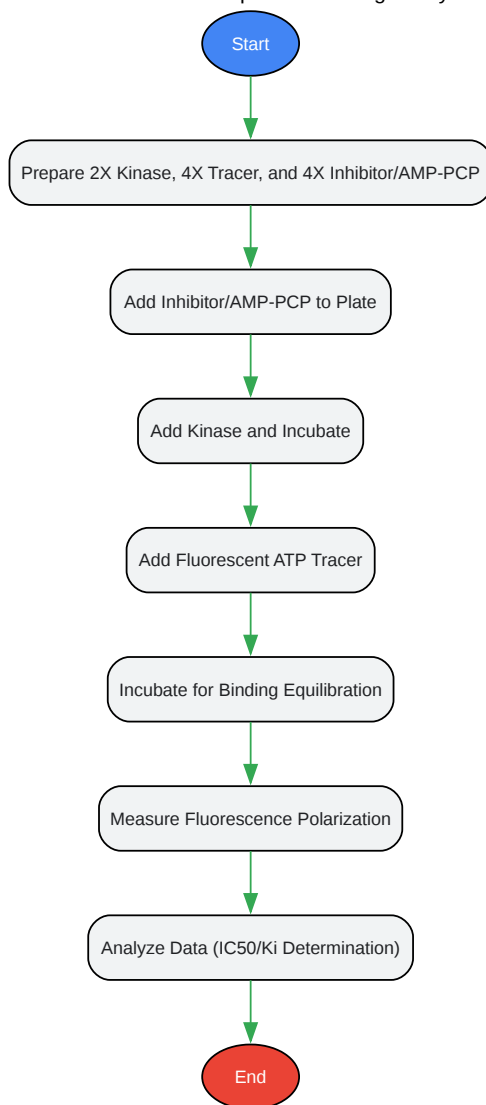 Start
Prepare 2X Kinase, 4X Tracer, and 4X Inhibitor/AMP-PCP
Add Inhibitor/AMP-PCP to Plate
Add Kinase and Incubate
Add Fluorescent ATP Tracer
Incubate for Binding Equilibration
Measure Fluorescence Polarization
Analyze Data (IC50/Ki Determination)
End